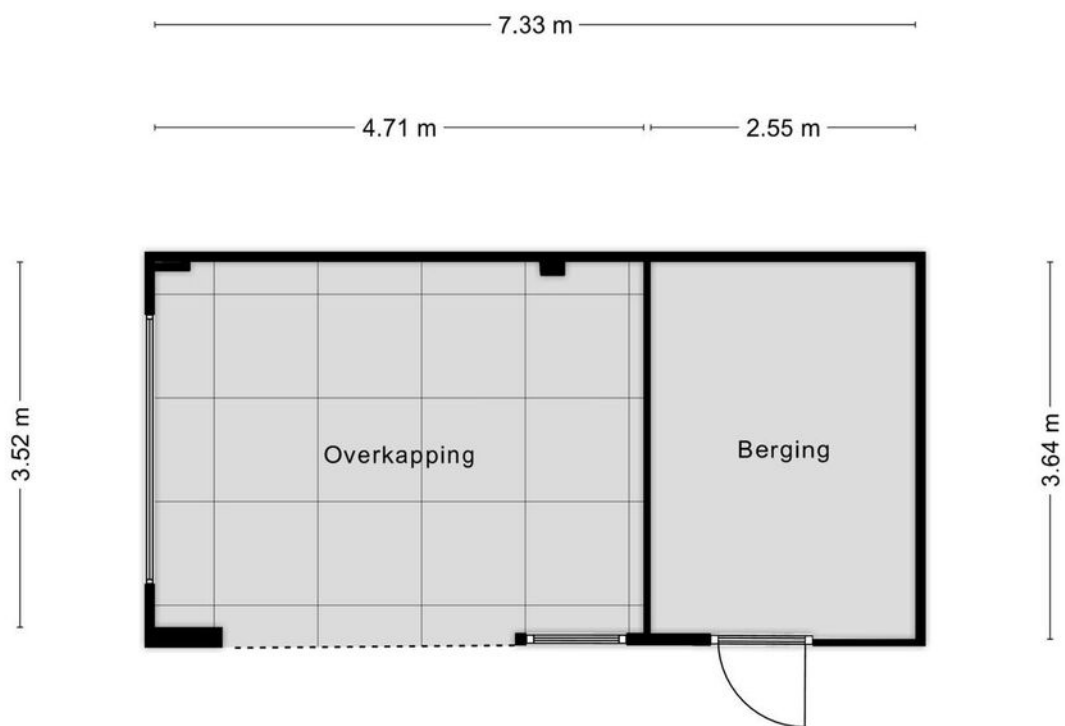 7.33 m
4.71 m
2.55 m
3.52 m
Overkapping
Berging
3.64 m